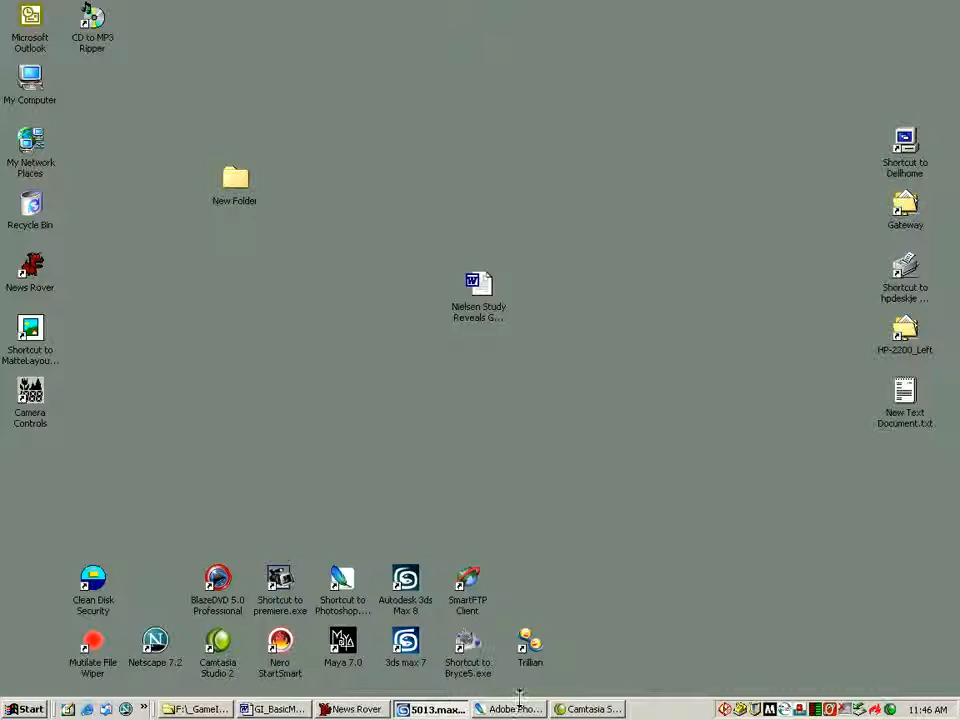 Microsoft
Outlook
CD to MP3
Ripper
My Computer
My Network
Places
Recycle Bin
News Rover
Shortcut to
MatteLayou...
Camera
Controls
New Folder
Nielsen Study
Reveals G...
Shortcut to
Dellhome
Gateway
Shortcut to
hpdeskje ...
HP-2200_Left
New Text
Document.txt
Clean Disk
Security
BlazeDVD 5.0
Professional
Shortcut to
premiere.exe
Shortcut to
Photoshop....
Autodesk 3ds
Max 8
SmartFTP
Client
Mutilate File
Wiper
Netscape 7.2
Camtasia
Studio 2
Nero
StartSmart
MAYA
Maya 7.0
3ds max 7
Shortcut to
Bryce5.exe
Trillian
Start
»
F:\_GameI...
GI_BasicM...
News Rover
5013.max...
Adobe Pho...
Camtasia S...
11:46 AM